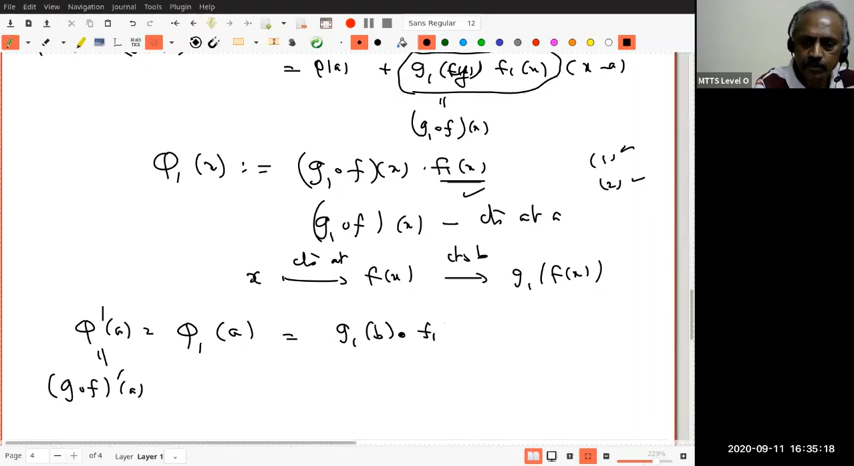 File Edit View Journal Tools Plugin Help
Sans Regular 12
= φ(a) + g₁(f(x)) f₁(x) (x - a)
||
(g₁∘f)(x)
φ₁(x) := (g₁∘f)(x) · f₁(x) ✓
(1) ✓
(2) ✓
(g₁∘f)(x) — cts at a
x —cts at→ f(x) —cts b→ g₁(f(x))
φ'(a) = φ₁(a) = g₁(b) · f₁
||
(g∘f)'(a)
MTTS Level O
Page 4 of 4 Layer Layer 1 229%
2020-09-11 16:35:18